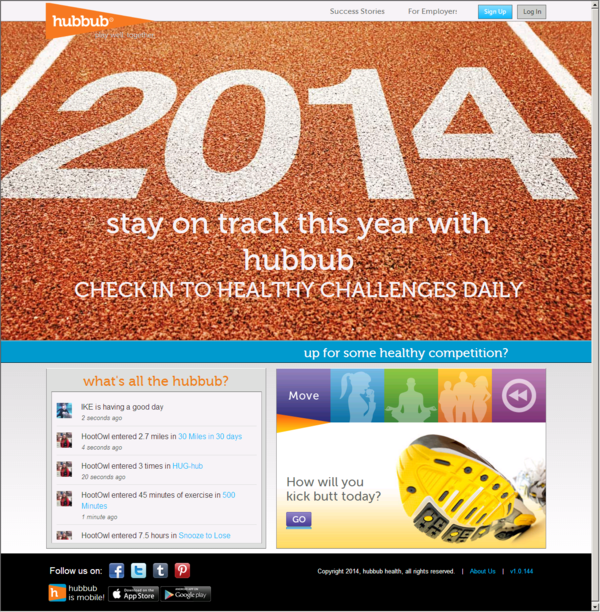 hubbub®
stay well together
Success Stories
For Employers
Sign Up
Log In
2014
stay on track this year with
hubbub
CHECK IN TO HEALTHY CHALLENGES DAILY
up for some healthy competition?
what's all the hubbub?
IKE is having a good day
2 seconds ago
HootOwl entered 2.7 miles in 30 Miles in 30 days
4 seconds ago
HootOwl entered 3 times in HUG-hub
20 seconds ago
HootOwl entered 45 minutes of exercise in 500
Minutes
1 minute ago
HootOwl entered 7.5 hours in Snooze to Lose
Move
How will you
kick butt today?
GO
Follow us on:
hubbub
is mobile!
Download on the
App Store
Google play
Copyright 2014, hubbub health, all rights reserved. | About Us | v1.0.144